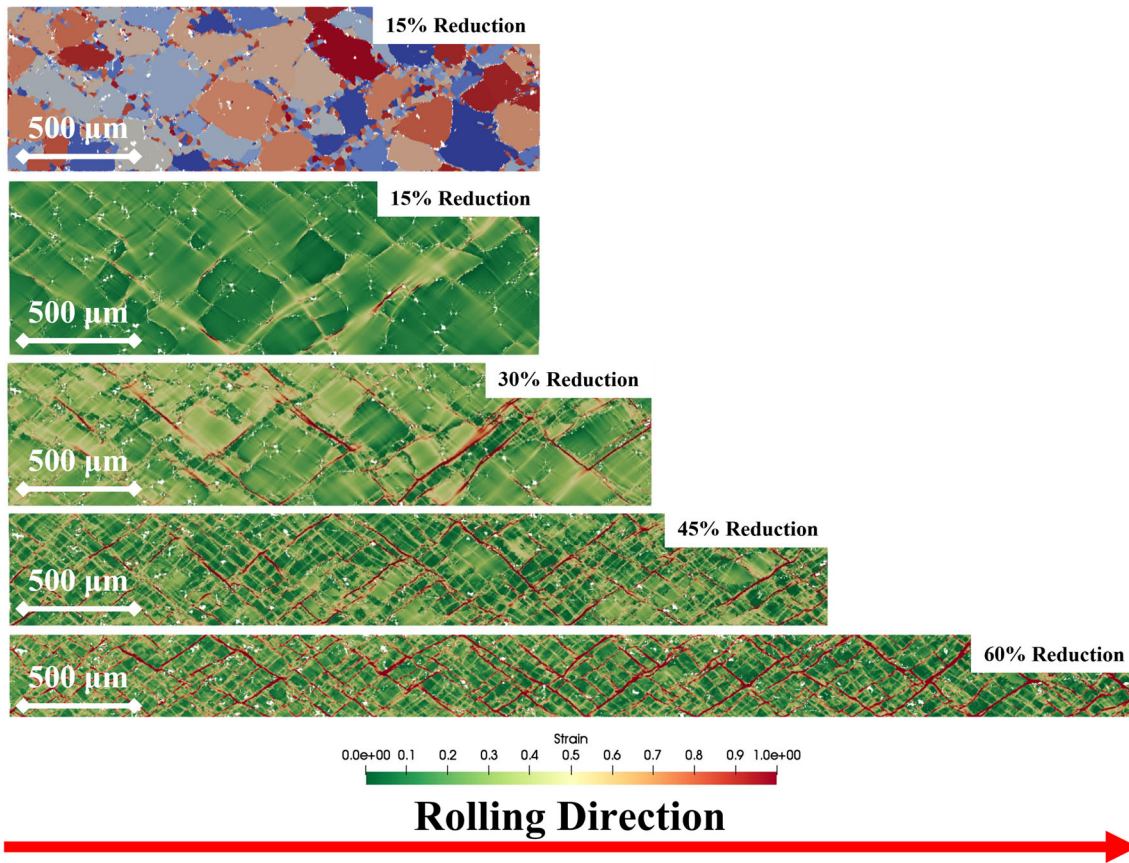 15% Reduction
500 µm
15% Reduction
500 µm
30% Reduction
500 µm
45% Reduction
500 µm
60% Reduction
500 µm
Strain
0.0e+00 0.1 0.2 0.3 0.4 0.5 0.6 0.7 0.8 0.9 1.0e+00
Rolling Direction